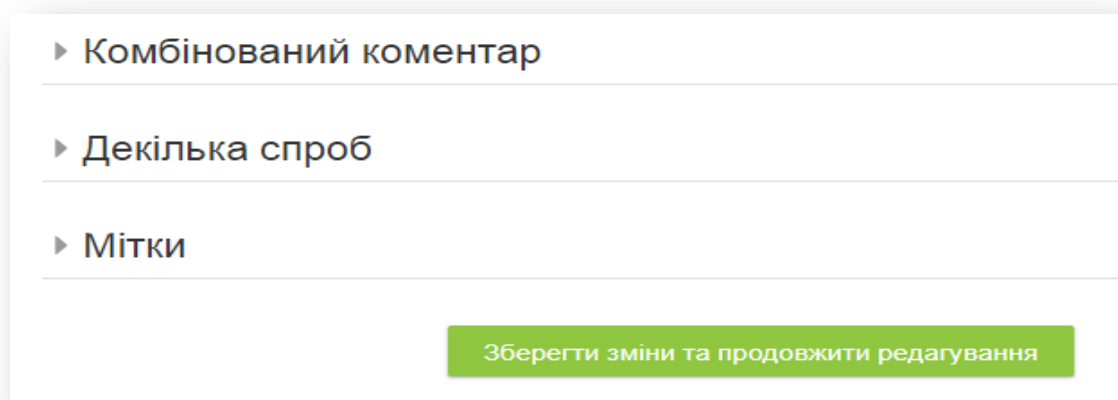 Комбінований коментар
Декілька спроб
Мітки
Зберегти зміни та продовжити редагування